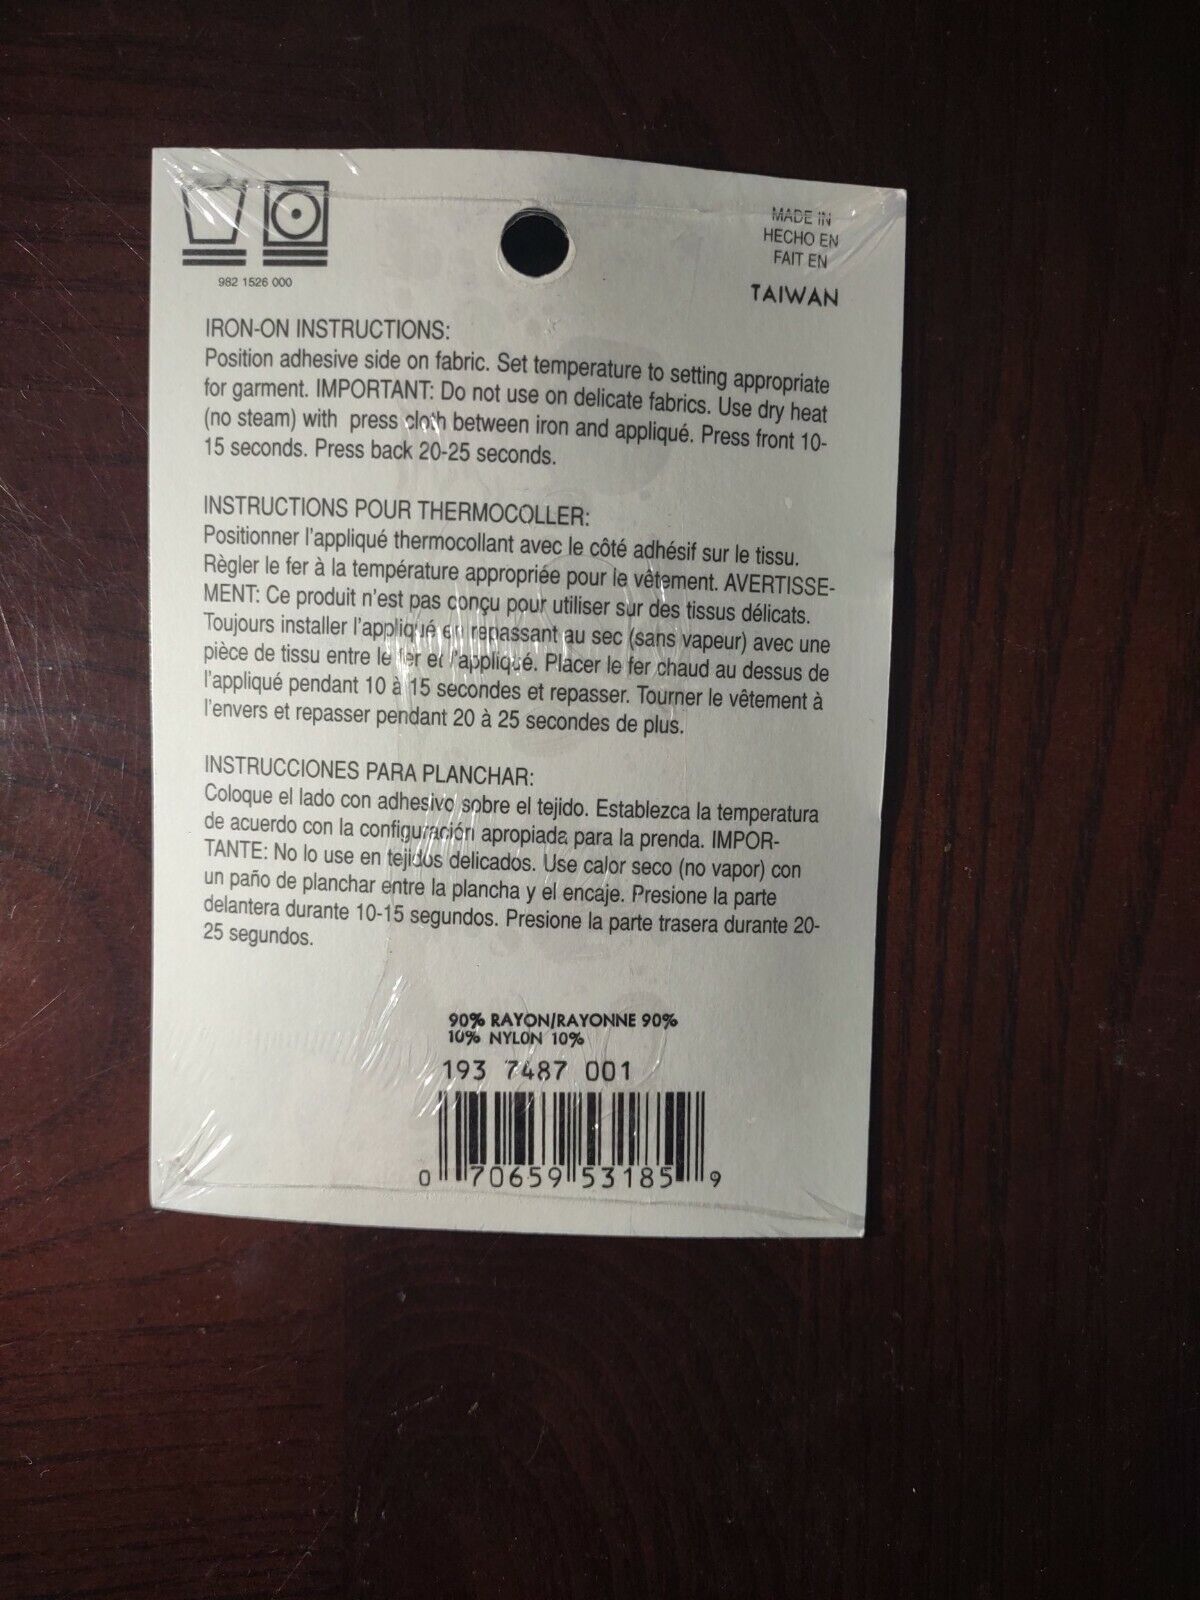 982 1526 000
MADE IN
HECHO EN
FAIT EN
TAIWAN
IRON-ON INSTRUCTIONS:
Position adhesive side on fabric. Set temperature to setting appropriate
for garment. IMPORTANT: Do not use on delicate fabrics. Use dry heat
(no steam) with press cloth between iron and appliqué. Press front 10-
15 seconds. Press back 20-25 seconds.
INSTRUCTIONS POUR THERMOCOLLER:
Positionner l'appliqué thermocollant avec le côté adhésif sur le tissu.
Règler le fer à la température appropriée pour le vêtement. AVERTISSE-
MENT: Ce produit n'est pas conçu pour utiliser sur des tissus délicats.
Toujours installer l'appliqué en repassant au sec (sans vapeur) avec une
pièce de tissu entre le fer et l'appliqué. Placer le fer chaud au dessus de
l'appliqué pendant 10 à 15 secondes et repasser. Tourner le vêtement à
l'envers et repasser pendant 20 à 25 secondes de plus.
INSTRUCCIONES PARA PLANCHAR:
Coloque el lado con adhesivo sobre el tejido. Establezca la temperatura
de acuerdo con la configuración apropiada para la prenda. IMPOR-
TANTE: No lo use en tejidos delicados. Use calor seco (no vapor) con
un paño de planchar entre la plancha y el encaje. Presione la parte
delantera durante 10-15 segundos. Presione la parte trasera durante 20-
25 segundos.
90% RAYON/RAYONNE 90%
10% NYLON 10%
193 7487 001
0 70659 53185 9